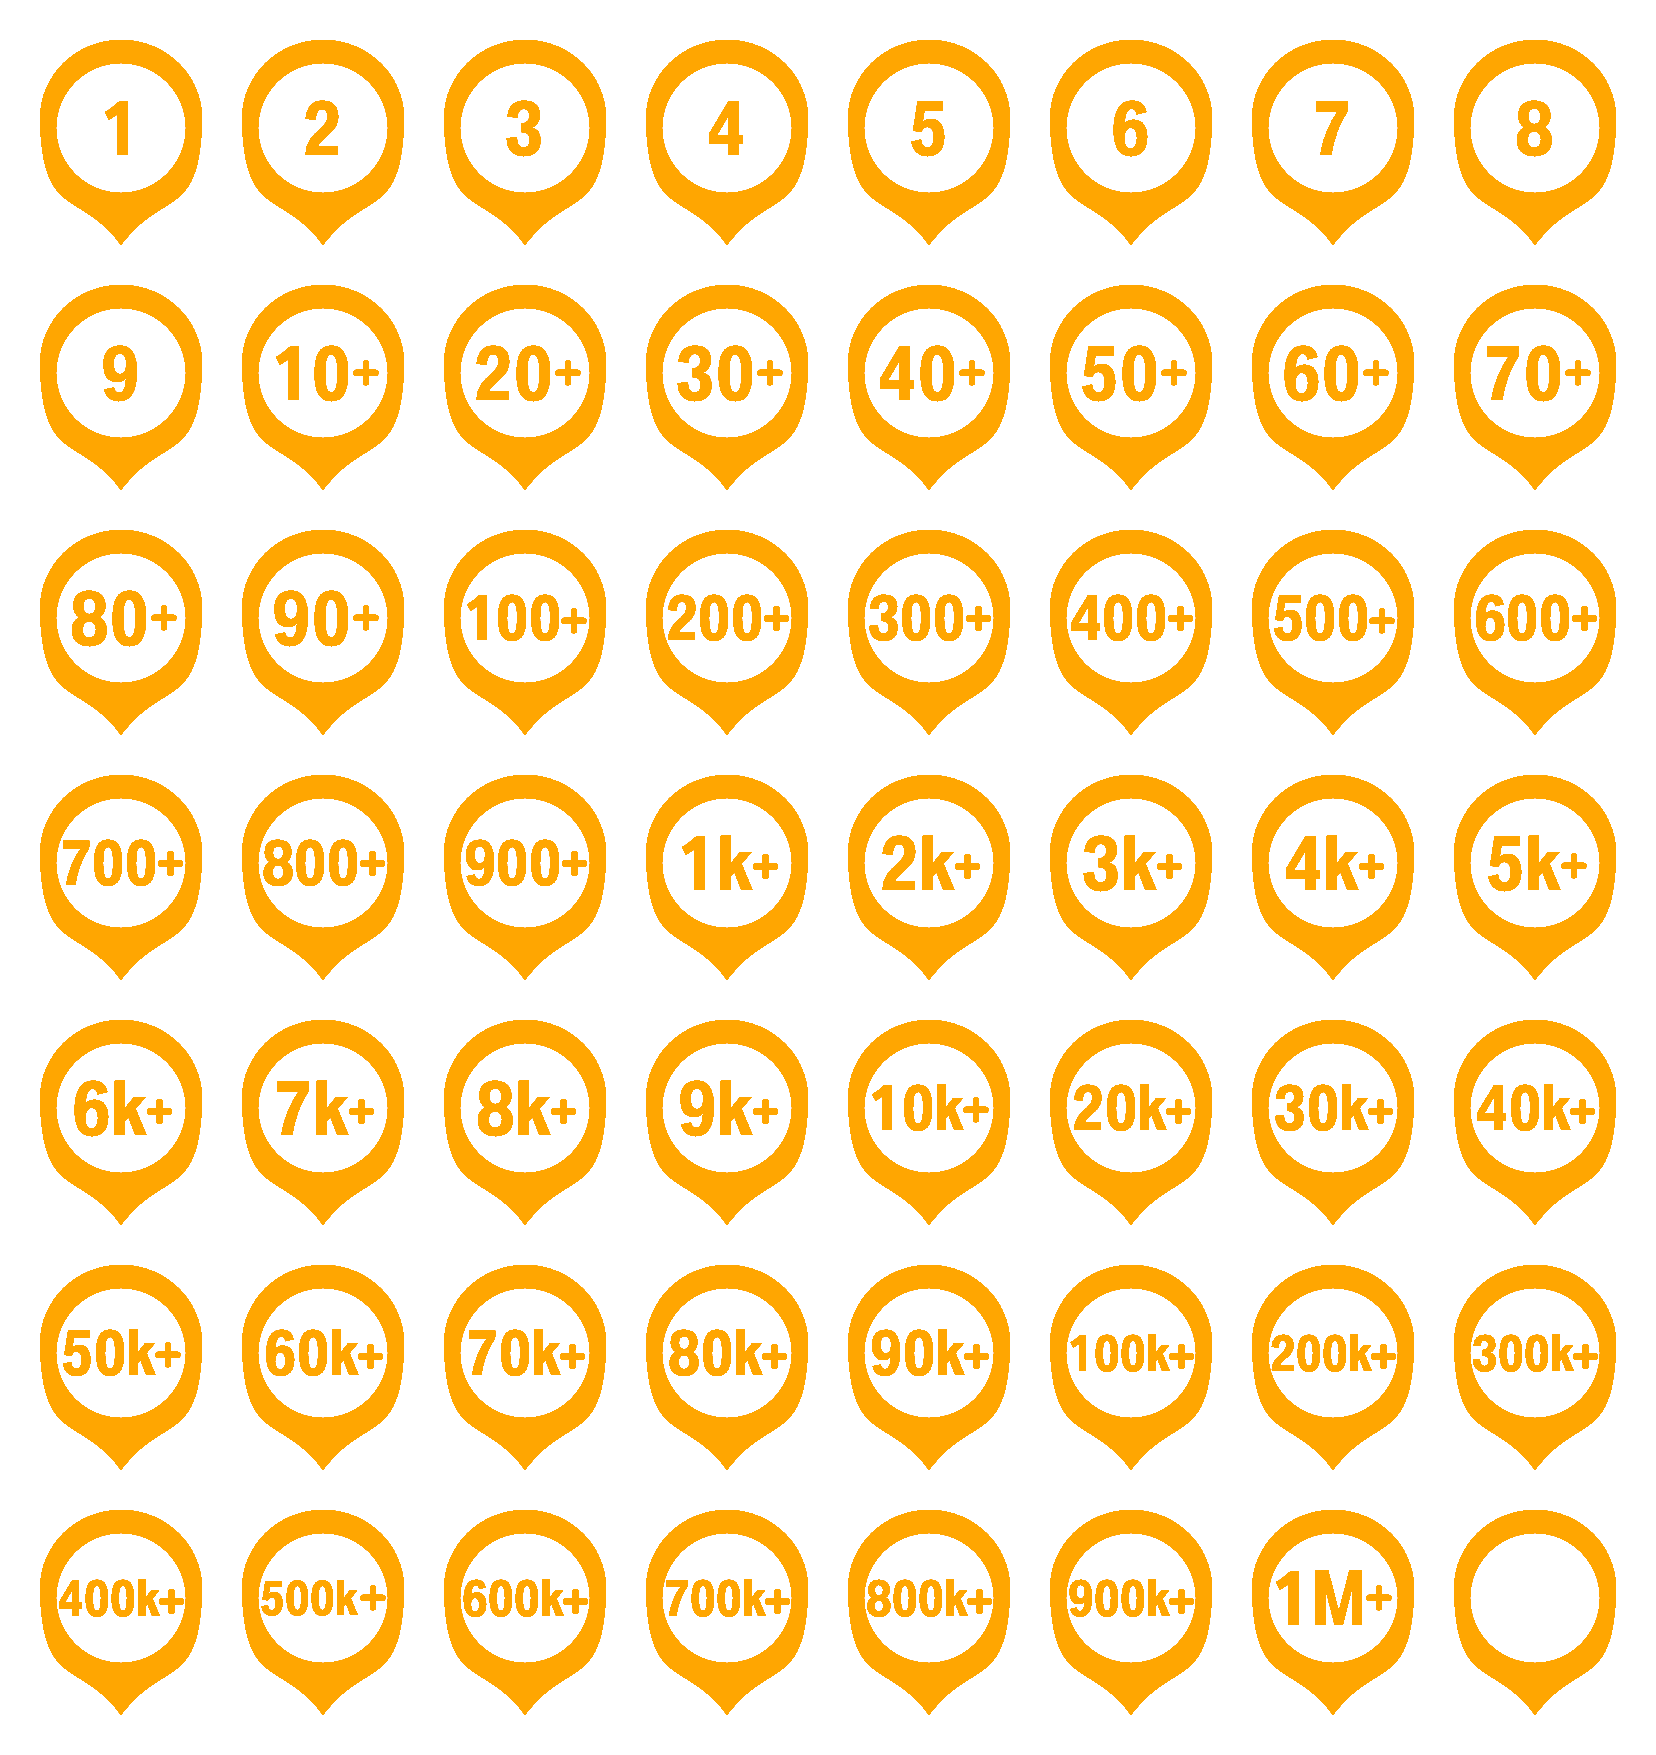 1 2 3 4 5 6 7 8
9 10+ 20+ 30+ 40+ 50+ 60+ 70+
80+ 90+ 100+ 200+ 300+ 400+ 500+ 600+
700+ 800+ 900+ 1k+ 2k+ 3k+ 4k+ 5k+
6k+ 7k+ 8k+ 9k+ 10k+ 20k+ 30k+ 40k+
50k+ 60k+ 70k+ 80k+ 90k+ 100k+ 200k+ 300k+
400k+ 500k+ 600k+ 700k+ 800k+ 900k+ 1M+